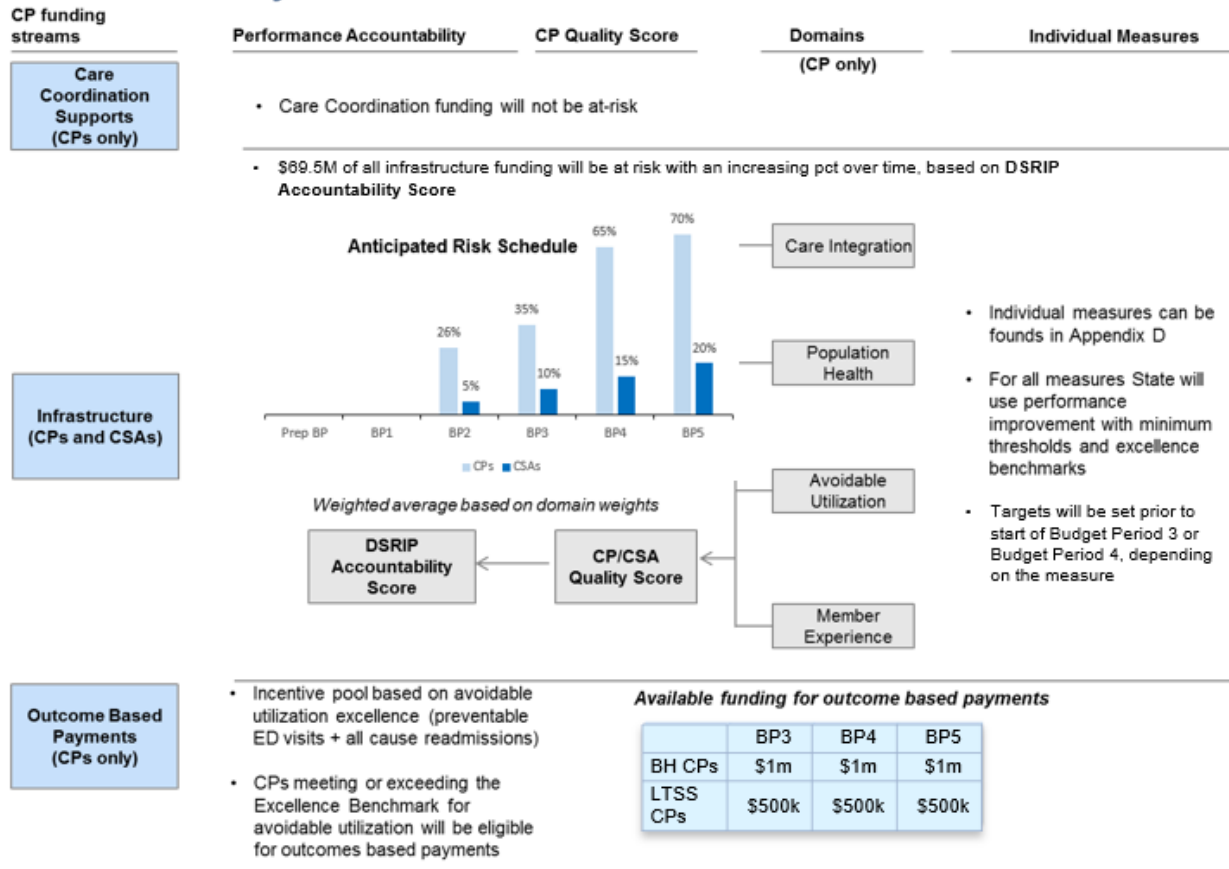 CP funding
streams
Performance Accountability
CP Quality Score
Domains
(CP only)
Individual Measures
Care
Coordination
Supports
(CPs only)
• Care Coordination funding will not be at-risk
• $69.5M of all infrastructure funding will be at risk with an increasing pct over time, based on DSRIP
Accountability Score
Infrastructure
(CPs and CSAs)
Anticipated Risk Schedule
26%
5%
35%
10%
65%
15%
70%
20%
Prep BP
BP1
BP2
BP3
BP4
BP5
CPs
CSAs
Weighted average based on domain weights
DSRIP
Accountability
Score
CP/CSA
Quality Score
Care Integration
Population
Health
Avoidable
Utilization
Member
Experience
• Individual measures can be
founds in Appendix D
• For all measures State will
use performance
improvement with minimum
thresholds and excellence
benchmarks
• Targets will be set prior to
start of Budget Period 3 or
Budget Period 4, depending
on the measure
Outcome Based
Payments
(CPs only)
• Incentive pool based on avoidable
utilization excellence (preventable
ED visits + all cause readmissions)
• CPs meeting or exceeding the
Excellence Benchmark for
avoidable utilization will be eligible
for outcomes based payments
Available funding for outcome based payments
BP3 BP4 BP5
BH CPs $1m $1m $1m
LTSS
CPs $500k $500k $500k